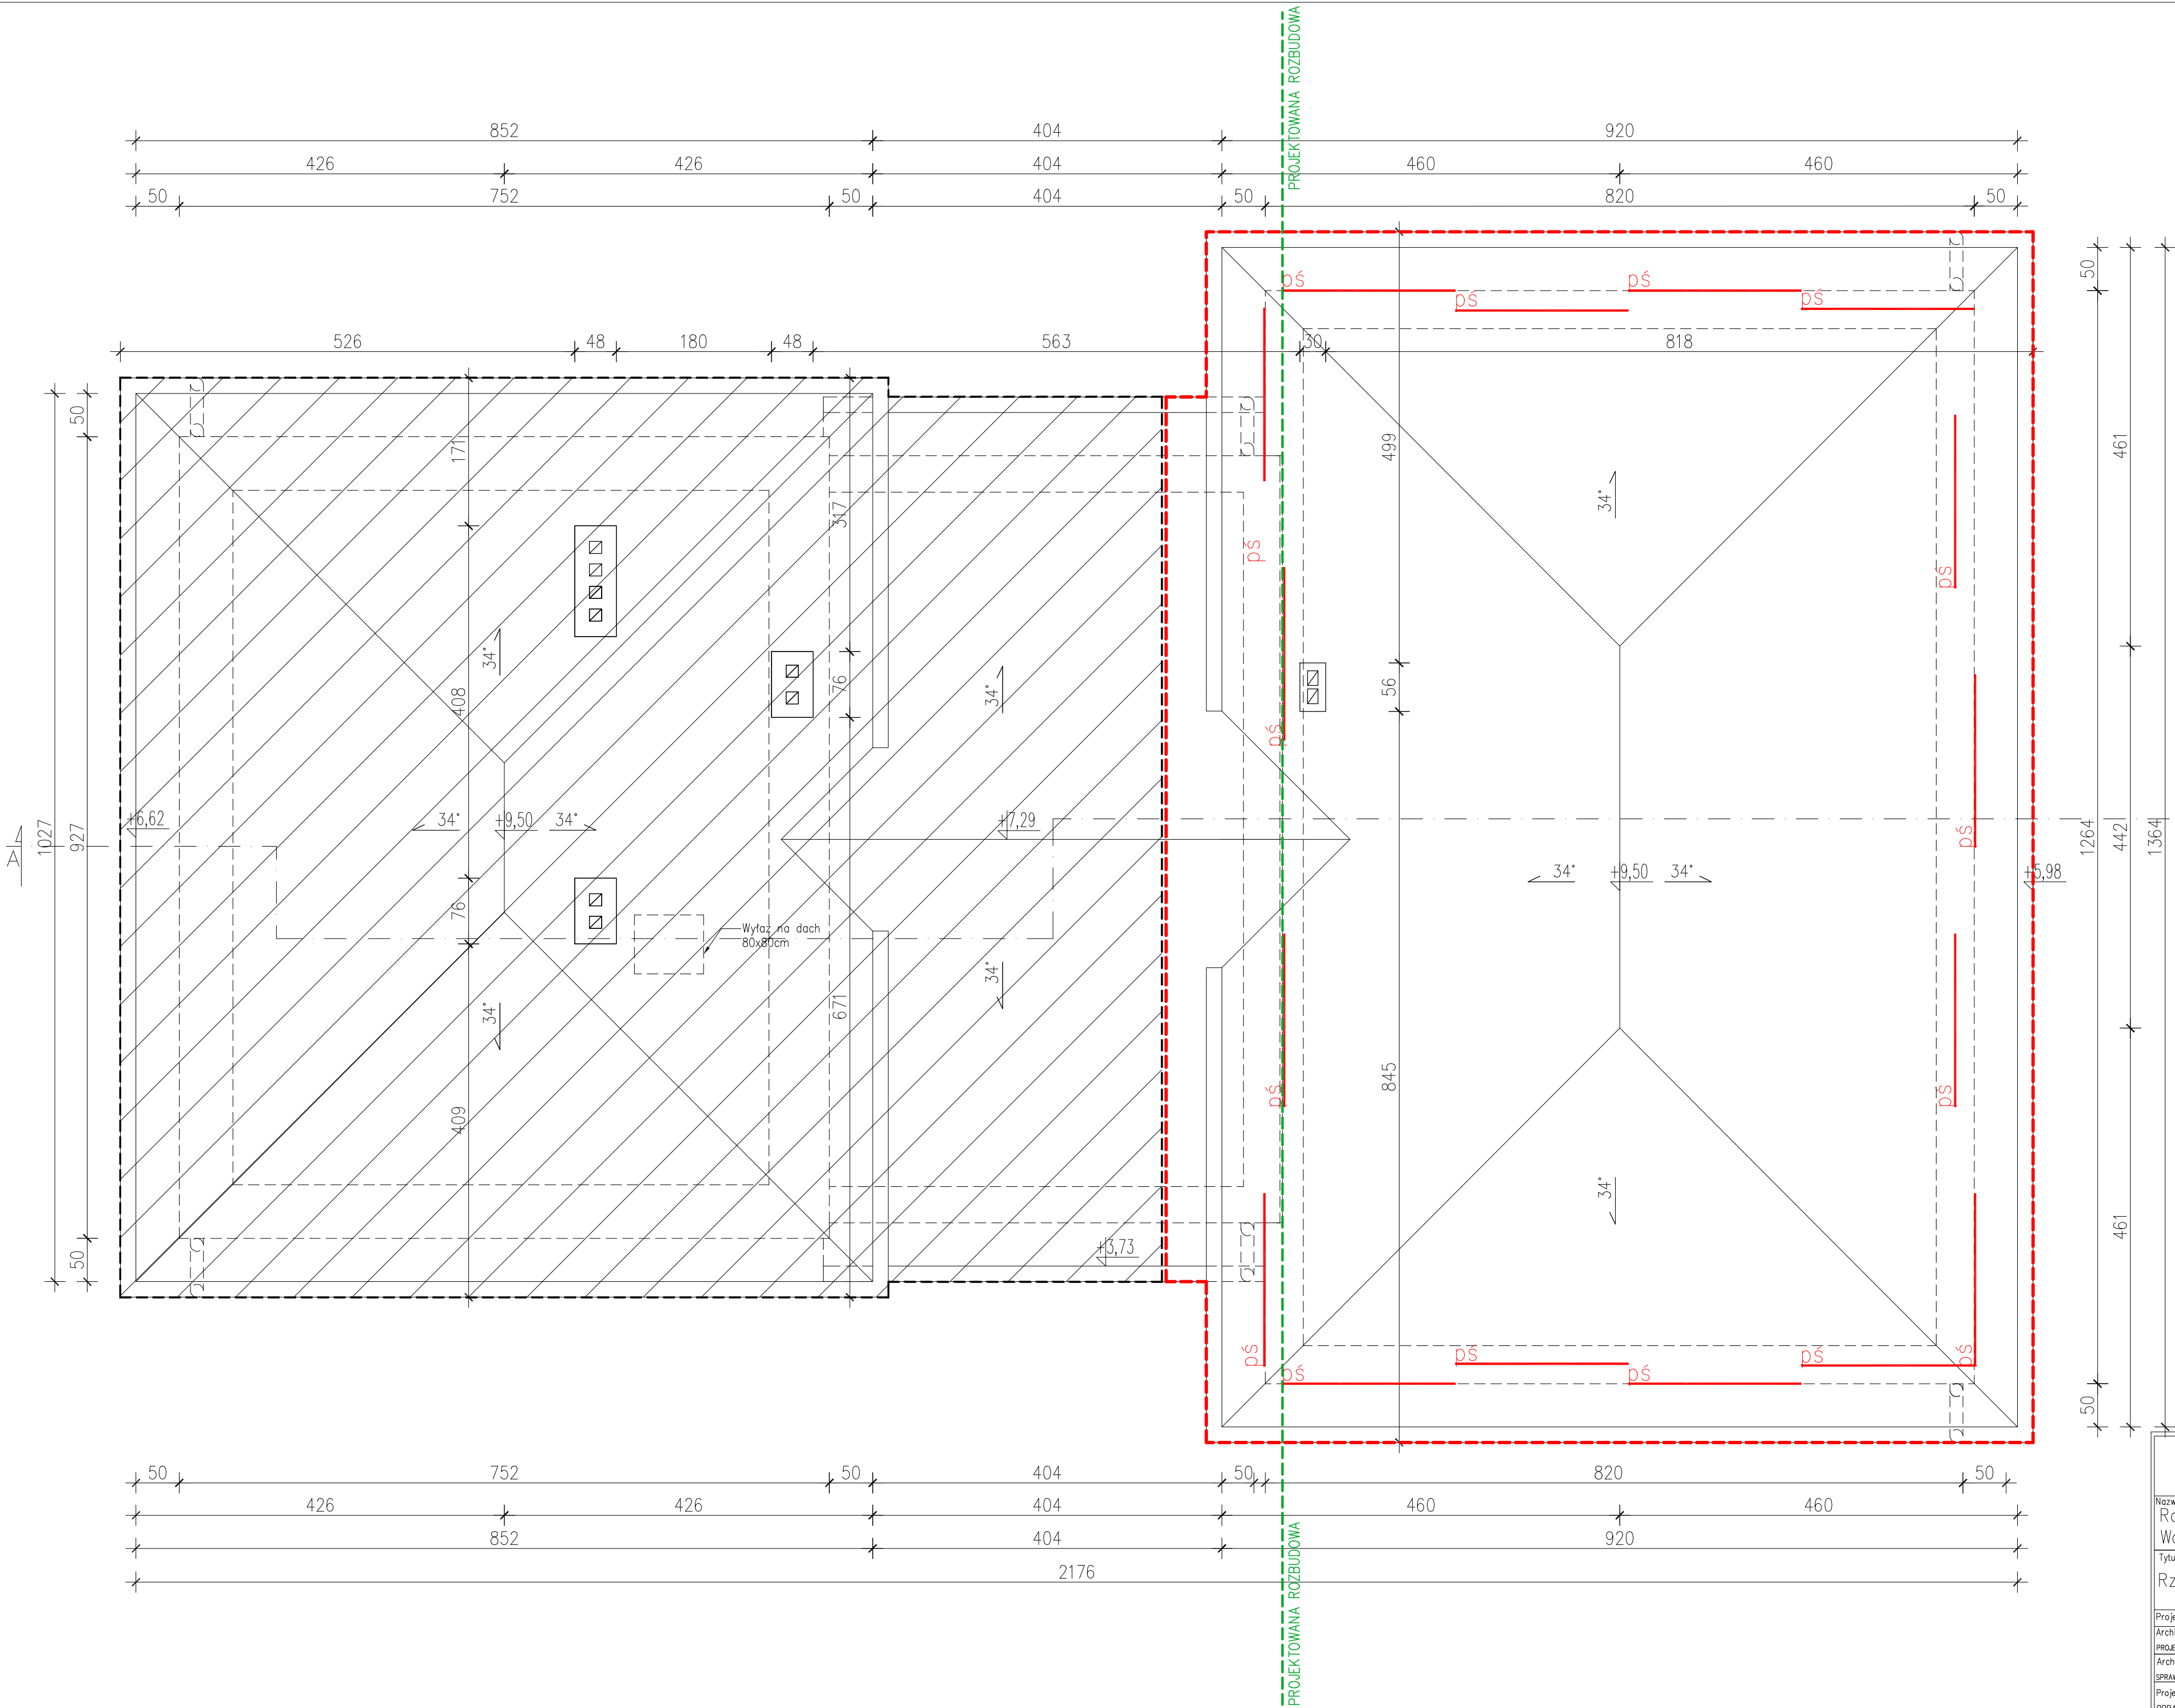 PROJEKTOWANA ROZBUDOWA
852 404 920
426 426 404 460 460
50 752 50 404 50 820 50
pś pś
pś pś
526 48 180 48 563 30 818
50 50
171 499 461
317
34°
pś pś
34° 34° 76 56
408
pś
+6,62 34° +9,50 34° +7,29
1027 927 pś 1264 442 1364
A
34° +9,50 34° +5,98
76
Wyłaz na dach
80x80cm
34° 34° 671
845
pś pś
409
34° 461
+3,73
50
pś pś pś pś
pś pś
50
50 752 50 404 50 820 50
426 426 404 460 460
852 404 920
2176
PROJEKTOWANA ROZBUDOWA
Rz